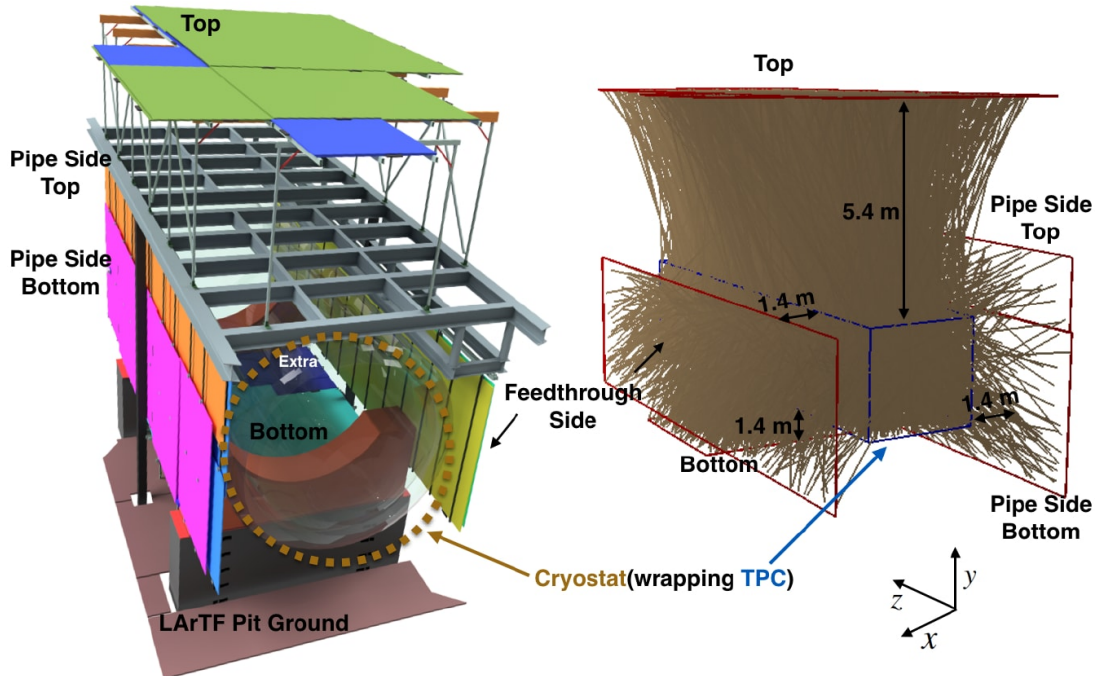 Top
Pipe Side
Top
Pipe Side
Bottom
Extra
Bottom
Feedthrough
Side
Cryostat(wrapping TPC)
LArTF Pit Ground
Top
5.4 m
Pipe Side
Top
1.4 m
1.4 m
1.4 m
Bottom
Pipe Side
Bottom
y
z
x